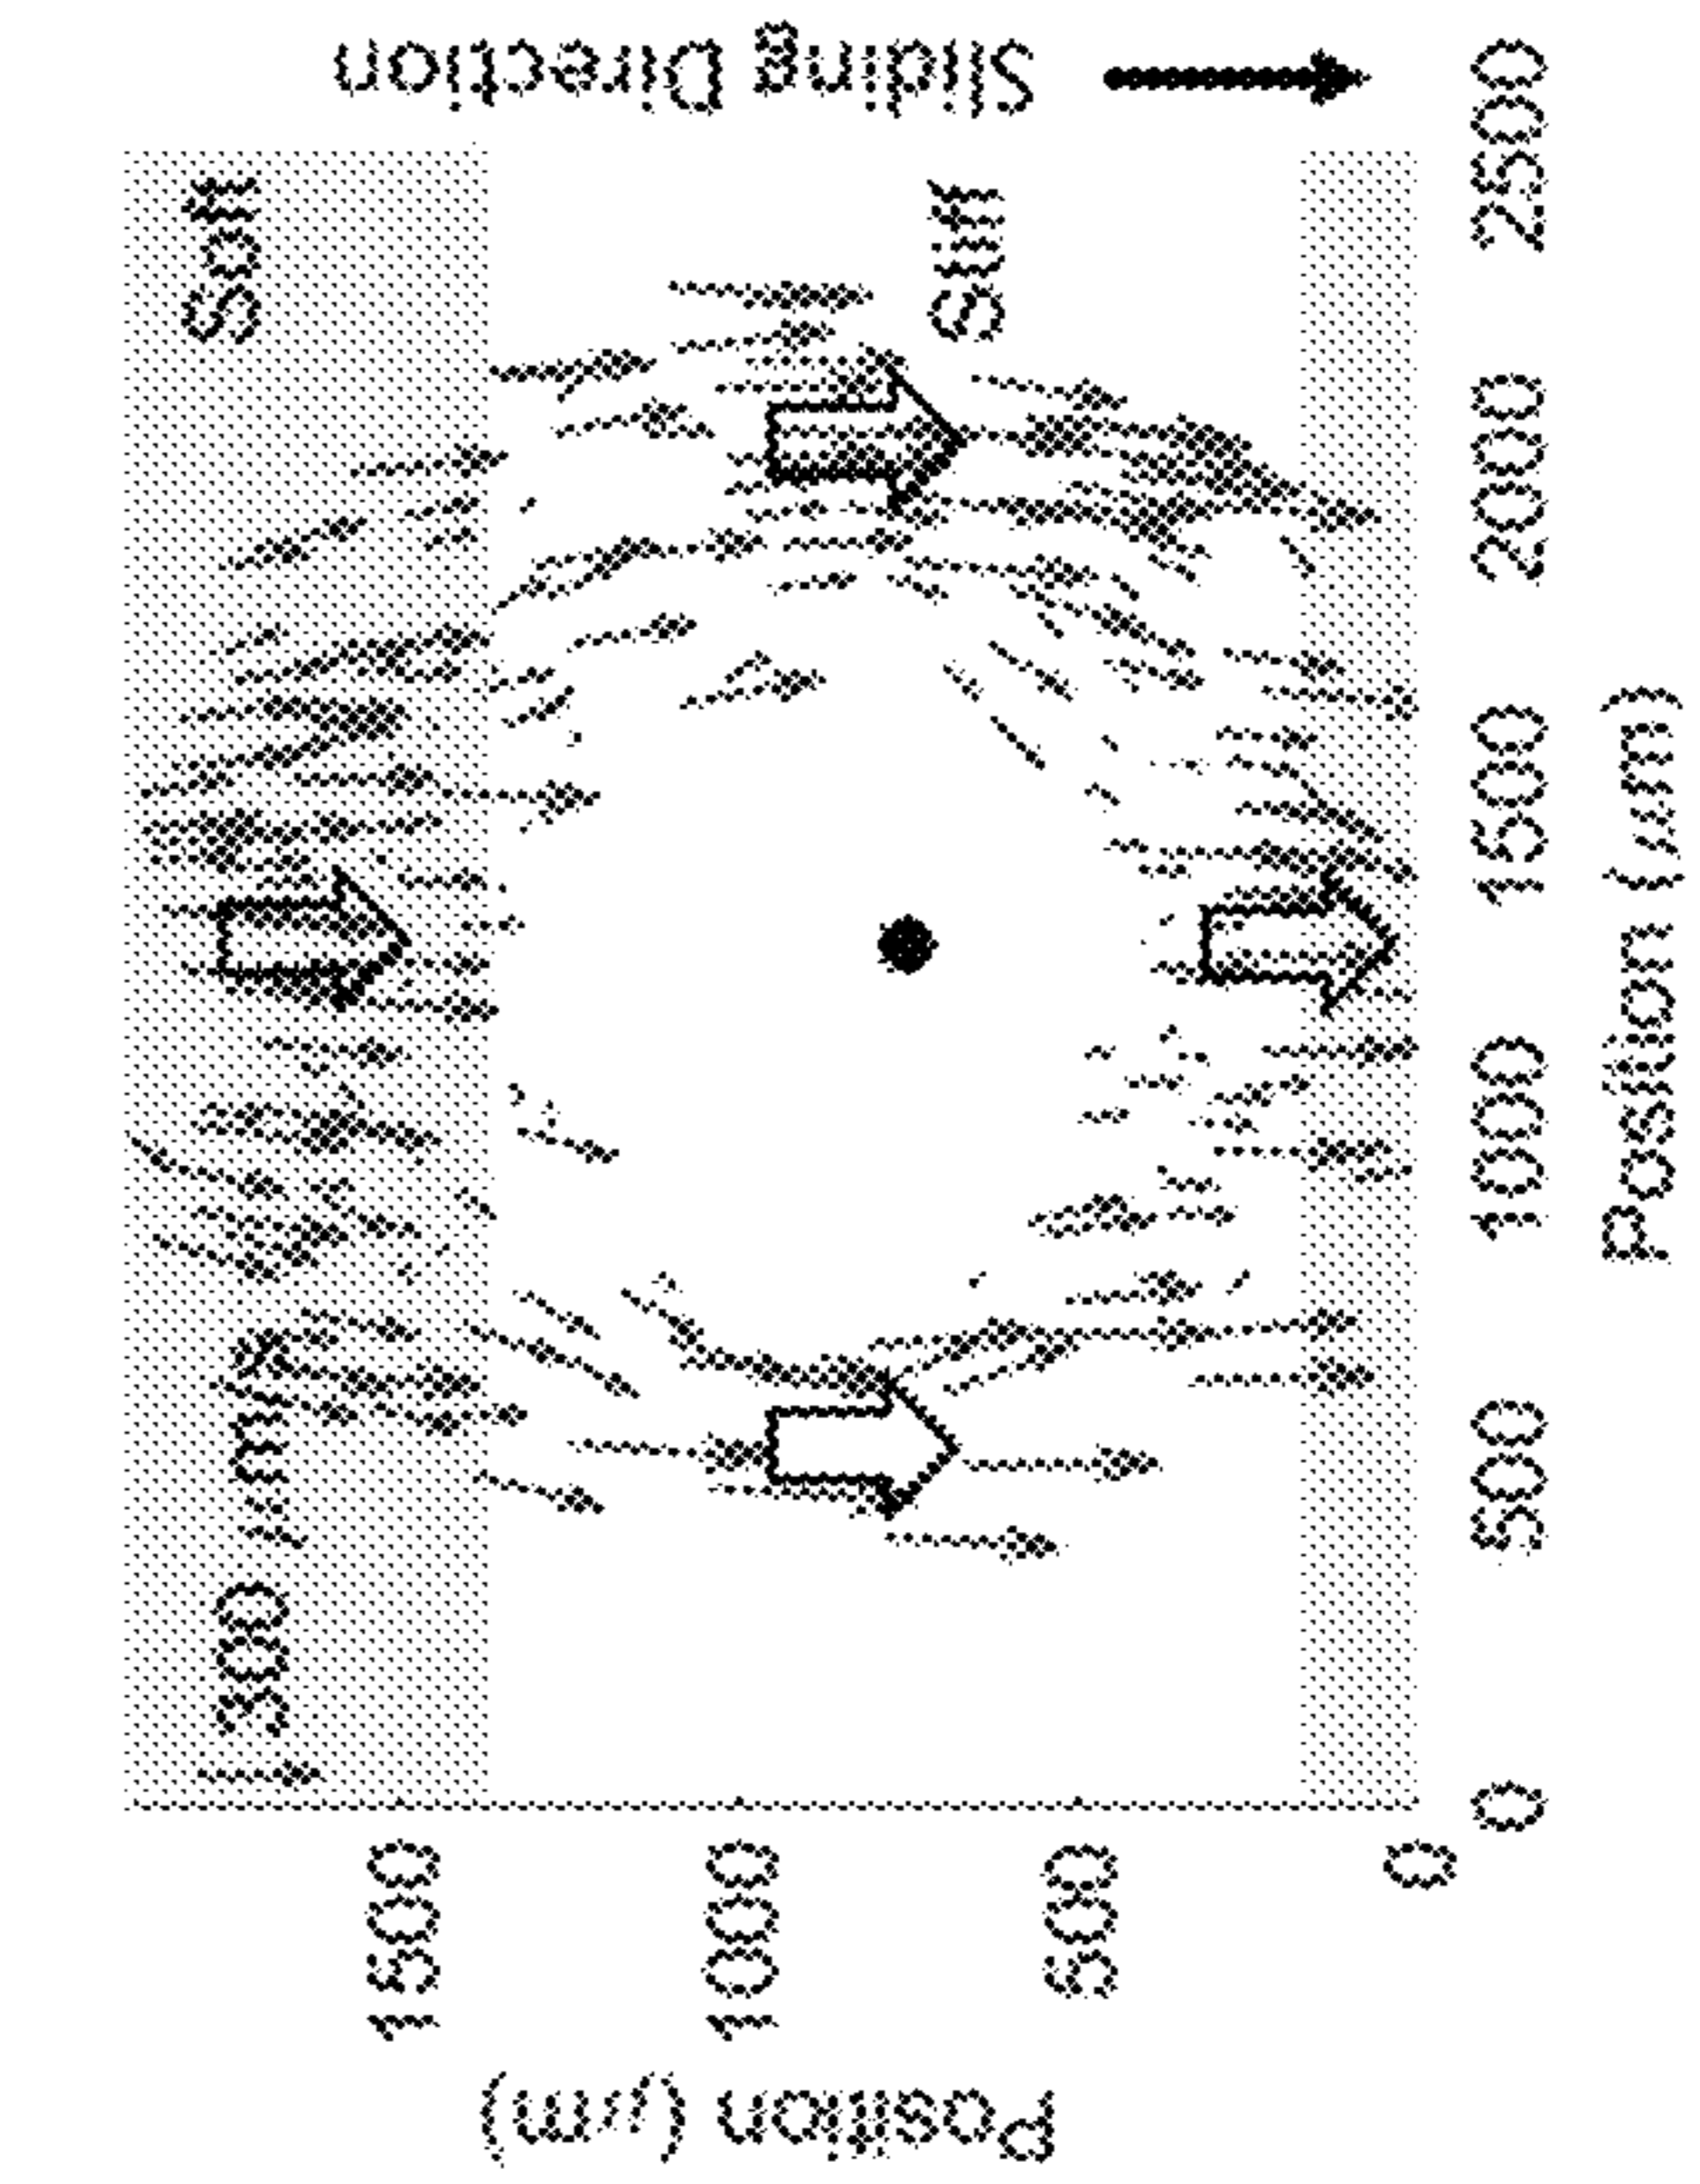 Sliding Direction
Soft
Stiff
300 μm/s
Position (μm)
1500
1000
500
0
0
500
1000
1500
2000
2500
Position (μm)